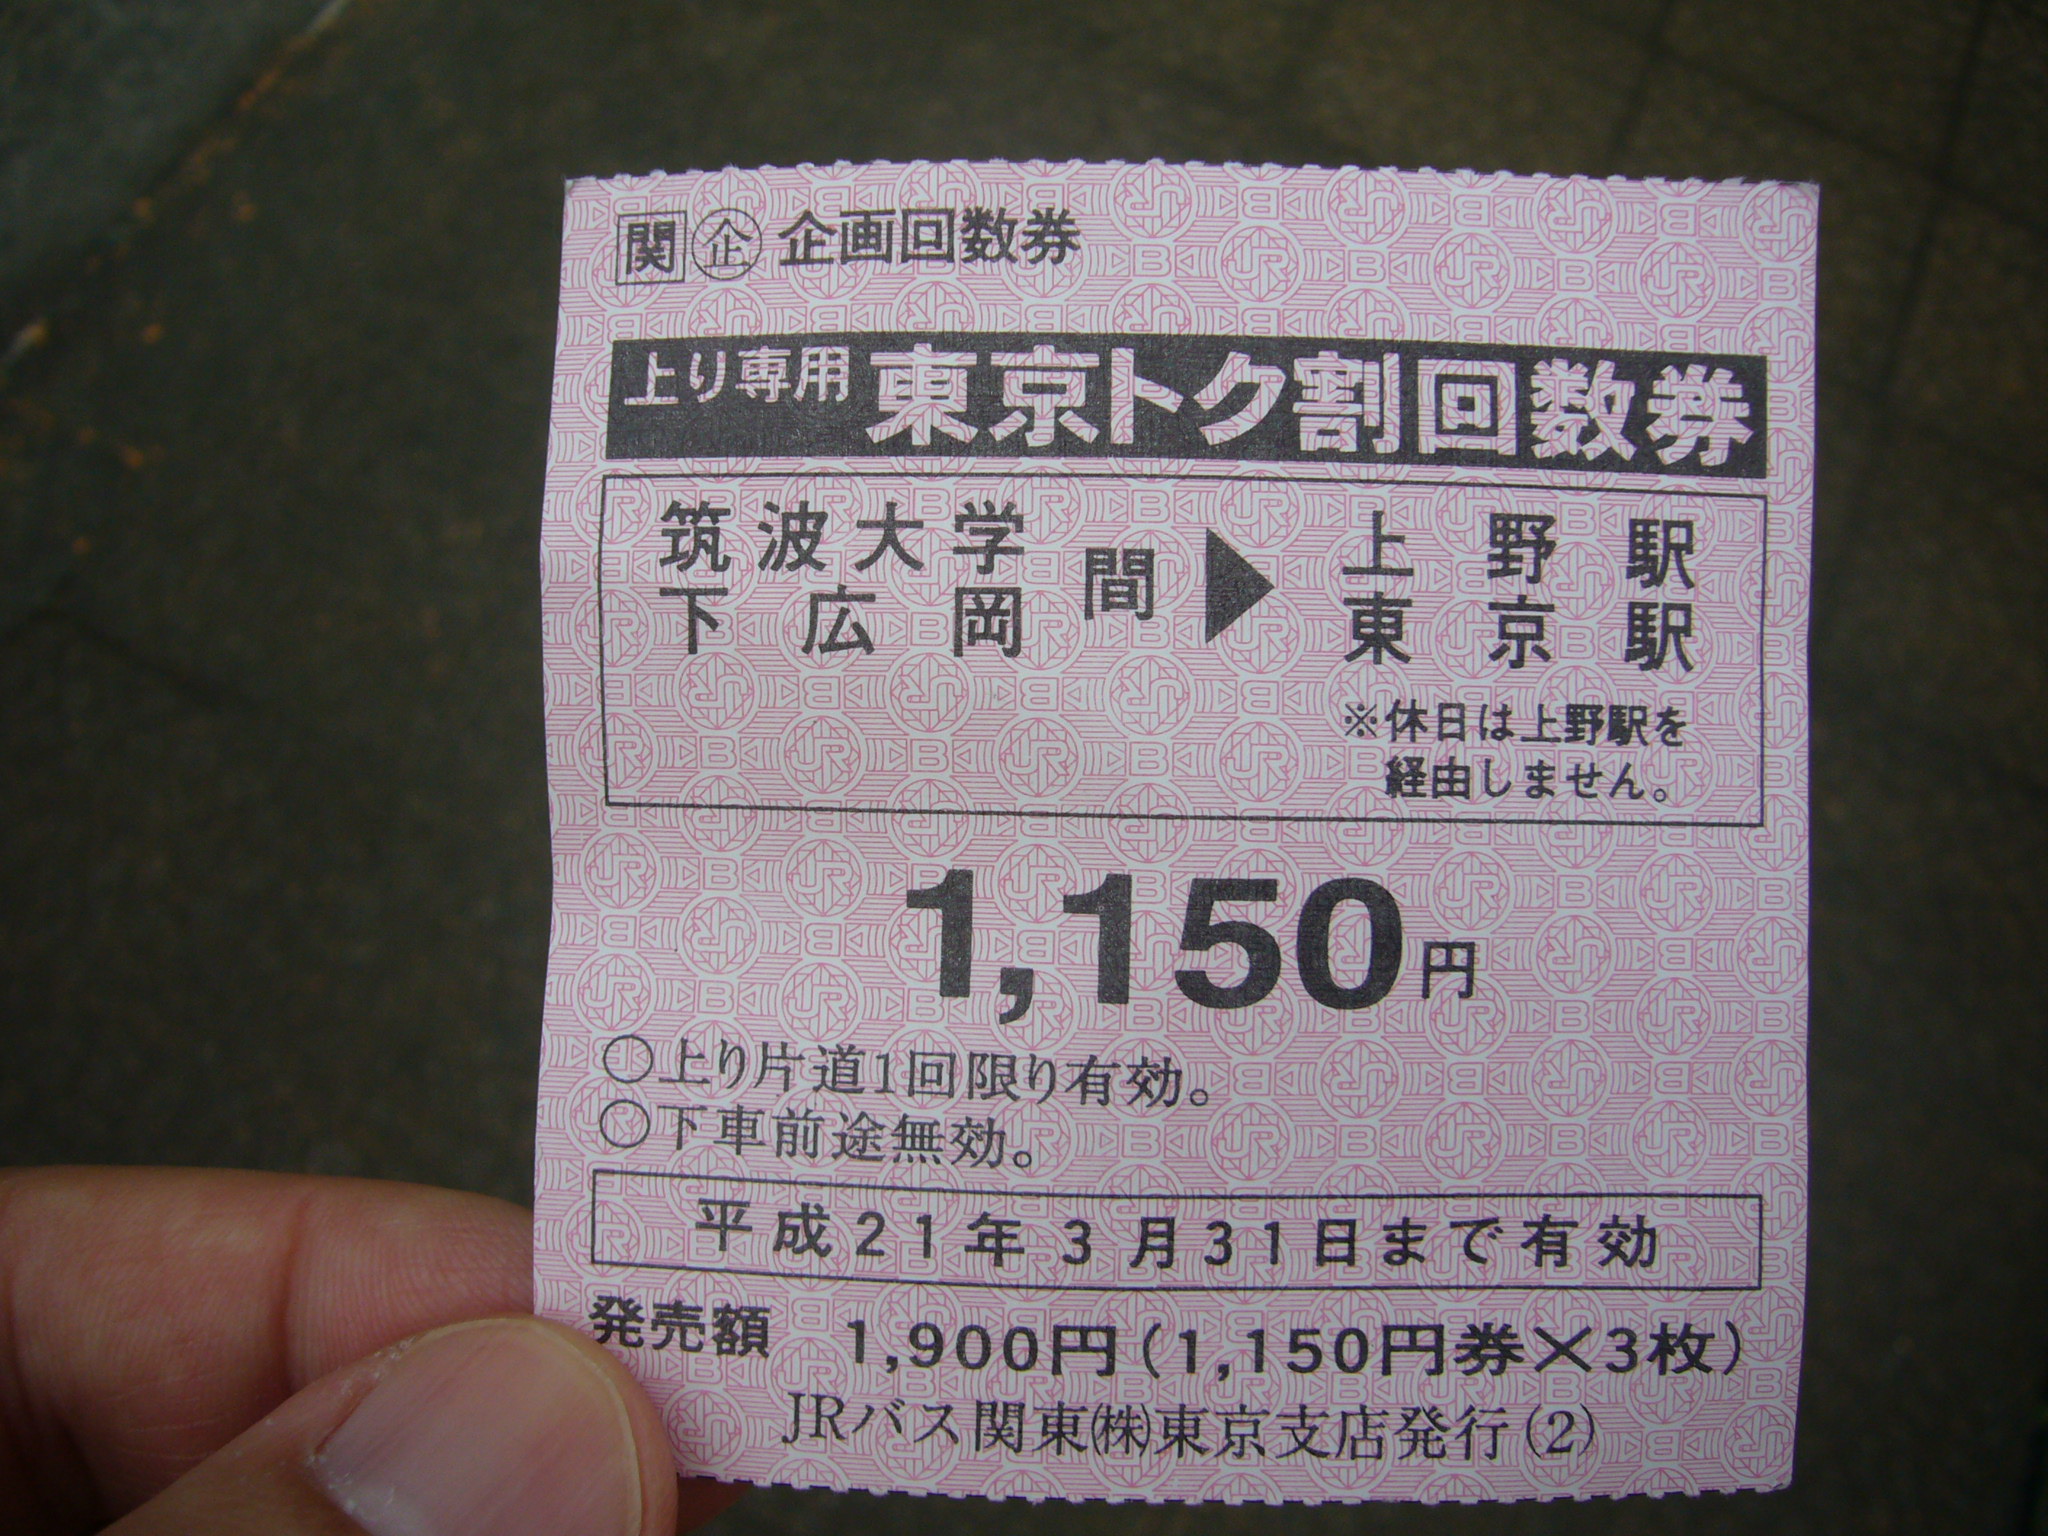 関 企 企画回数券
上り専用 東京トク割回数券
筑波大学
下広岡
間 ▶
上野駅
東京駅
※休日は上野駅を
経由しません。
1,150円
○上り片道1回限り有効。
○下車前途無効。
平成21年3月31日まで有効
発売額 1,900円(1,150円券×3枚)
JRバス関東㈱東京支店発行(2)